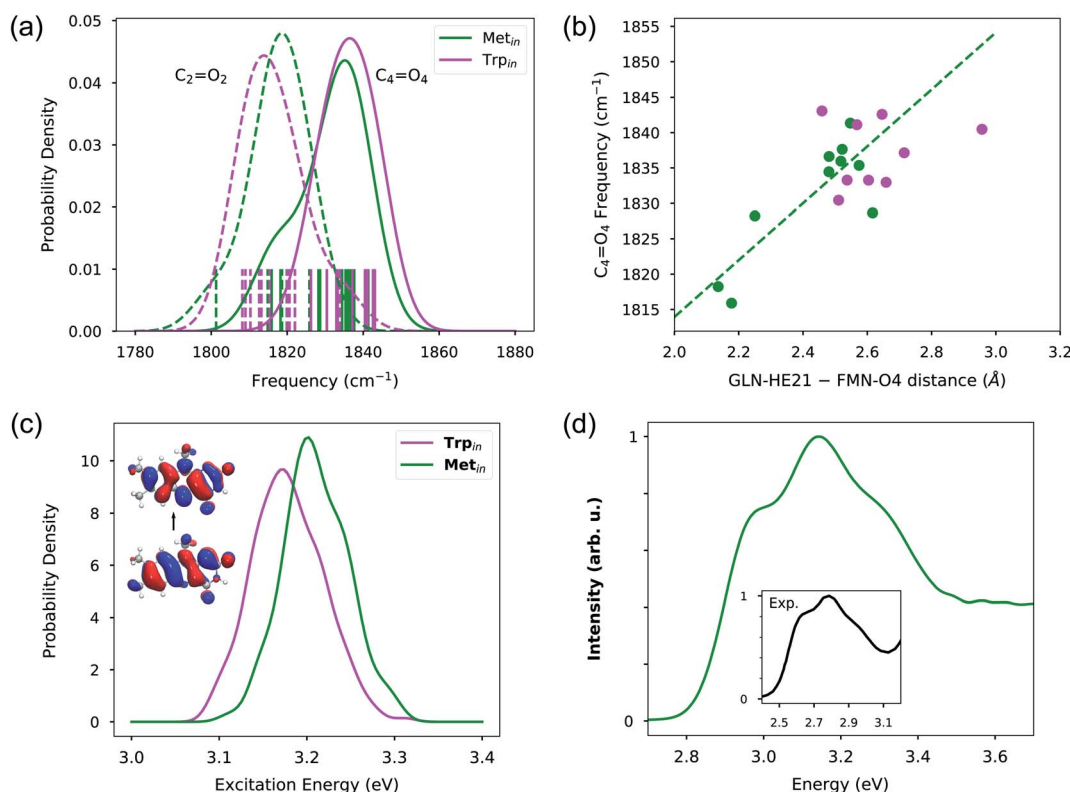 (a)
0.05
0.04
0.03
0.02
0.01
0.00
Probability Density
C₂=O₂
C₄=O₄
Met_in
Trp_in
1780 1800 1820 1840 1860 1880
Frequency (cm⁻¹)
(b)
1855
1850
1845
1840
1835
1830
1825
1820
1815
C₄=O₄ Frequency (cm⁻¹)
2.0 2.2 2.4 2.6 2.8 3.0 3.2
GLN-HE21 − FMN-O4 distance (Å)
(c)
10
8
6
4
2
0
Probability Density
Trp_in
Met_in
3.0 3.1 3.2 3.3 3.4
Excitation Energy (eV)
(d)
1
0
Intensity (arb. u.)
Exp.
1
0
2.5 2.7 2.9 3.1
2.8 3.0 3.2 3.4 3.6
Energy (eV)